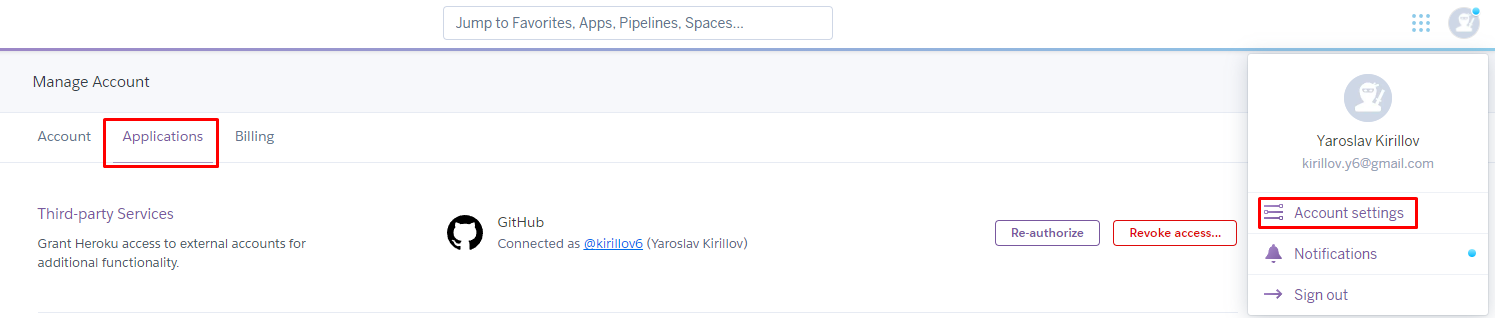 Jump to Favorites, Apps, Pipelines, Spaces...
Manage Account
Account
Applications
Billing
Third-party Services
Grant Heroku access to external accounts for
additional functionality.
GitHub
Connected as @kirillov6 (Yaroslav Kirillov)
Re-authorize
Revoke access...
Yaroslav Kirillov
kirillov.y6@gmail.com
Account settings
Notifications
Sign out